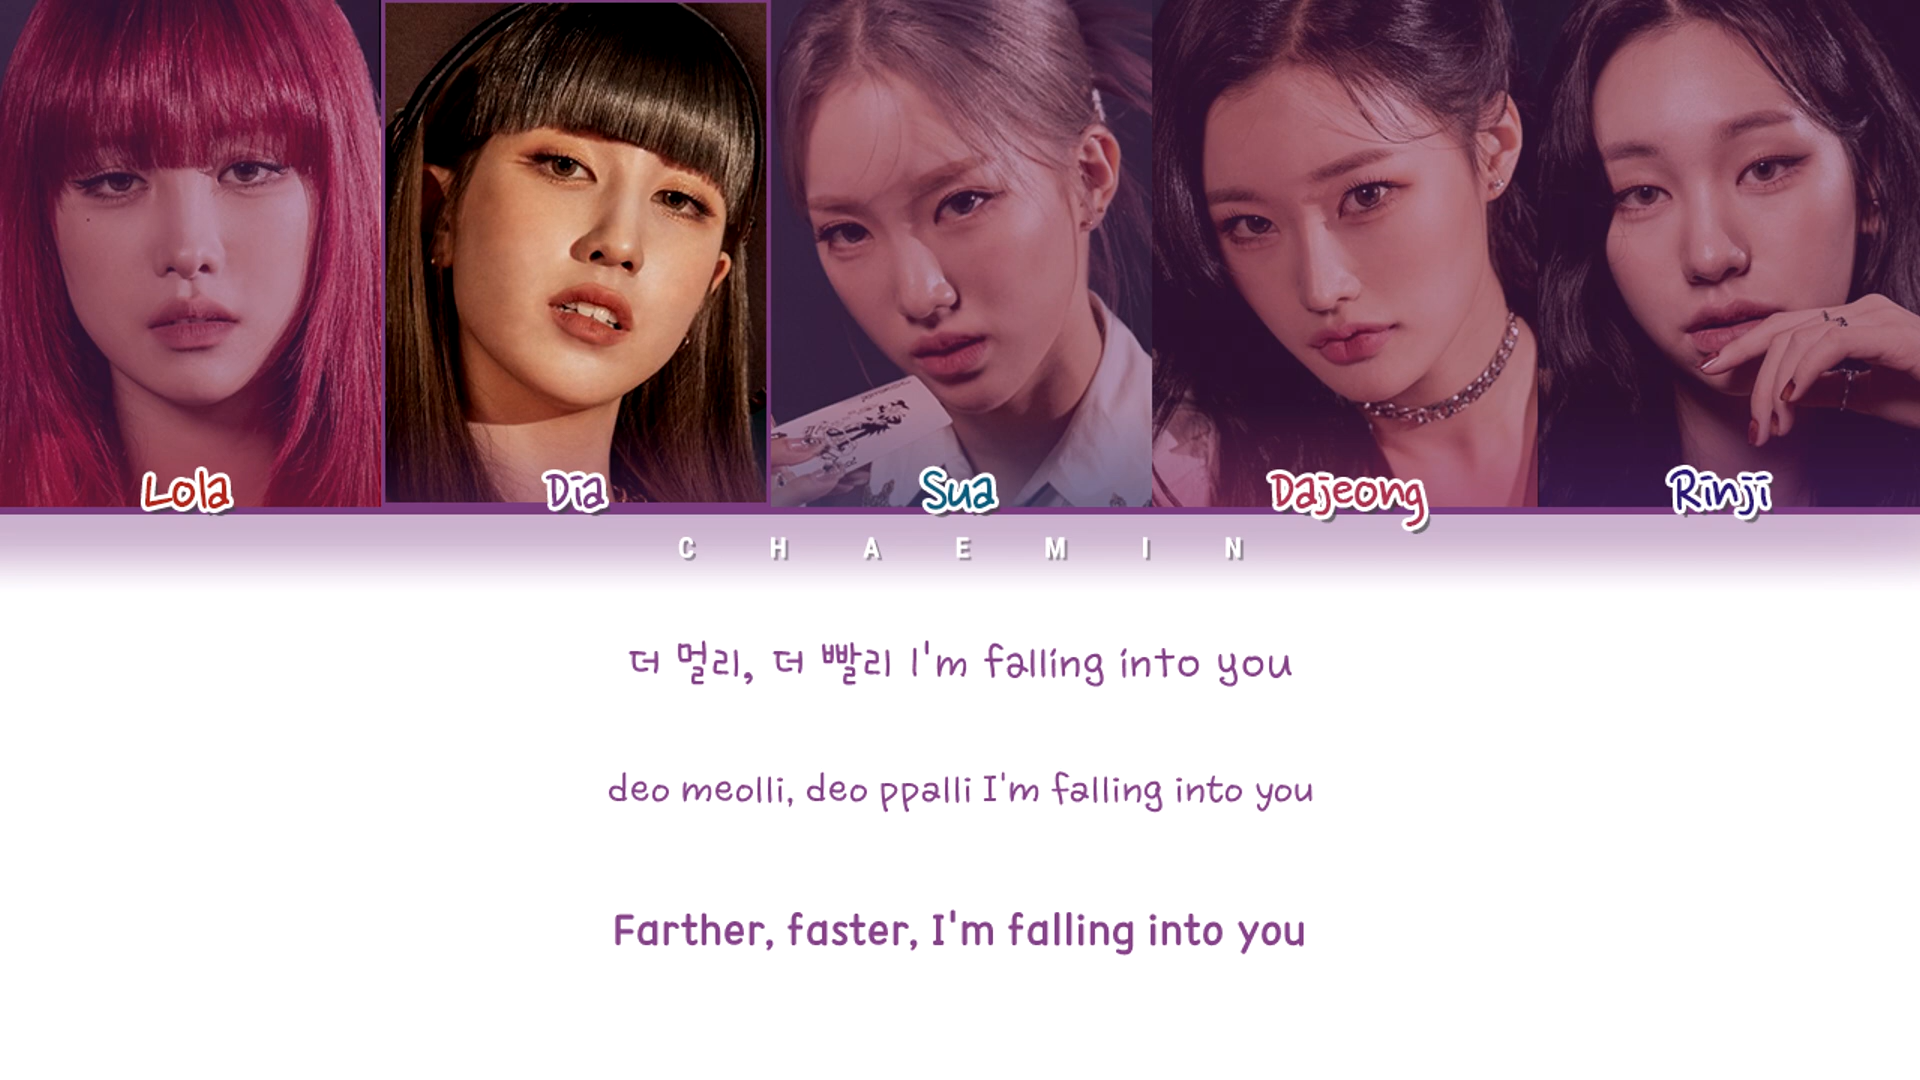 Lola Dia Sua Dajeong Rinji
CHAEMIN
더 멀리, 더 빨리 I'm falling into you
deo meolli, deo ppalli I'm falling into you
Farther, faster, I'm falling into you